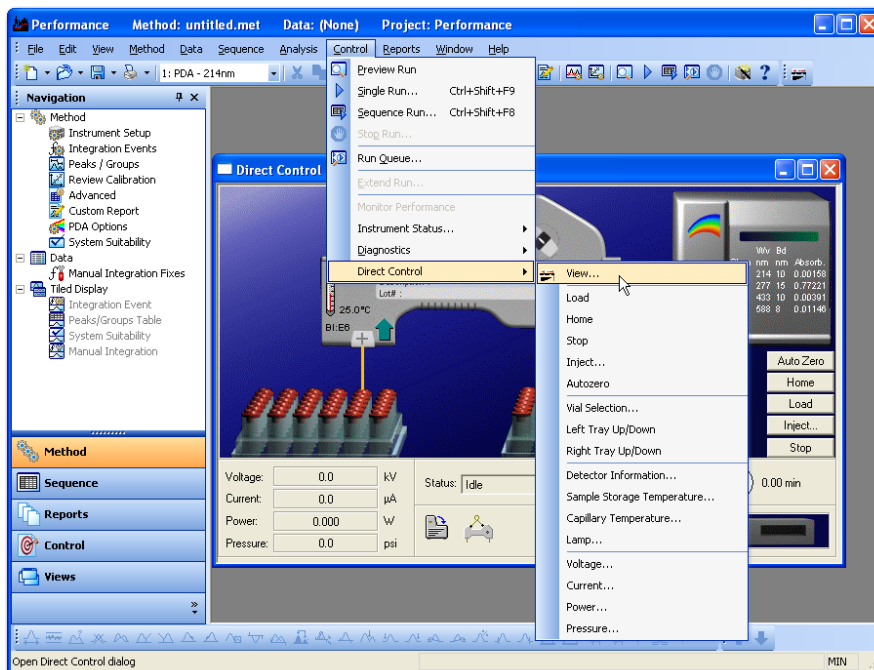 Performance Method: untitled.met Data: (None) Project: Performance
File Edit View Method Data Sequence Analysis Control Reports Window Help
1: PDA - 214nm
Navigation
Method
Instrument Setup
Integration Events
Peaks / Groups
Review Calibration
Advanced
Custom Report
PDA Options
System Suitability
Data
Manual Integration Fixes
Tiled Display
Integration Event
Peaks/Groups Table
System Suitability
Manual Integration
Method
Sequence
Reports
Control
Views
Preview Run
Single Run... Ctrl+Shift+F9
Sequence Run... Ctrl+Shift+F8
Stop Run...
Run Queue...
Extend Run...
Monitor Performance
Instrument Status...
Diagnostics
Direct Control
View...
Load
Home
Stop
Inject...
Autozero
Vial Selection...
Left Tray Up/Down
Right Tray Up/Down
Detector Information...
Sample Storage Temperature...
Capillary Temperature...
Lamp...
Voltage...
Current...
Power...
Pressure...
Direct Control
Lot# :
25.0°C
BI:E6
Wv Bd
nm nm Absorb.
214 10 0.00158
277 15 0.77221
433 10 0.00391
588 8 0.01146
Auto Zero
Home
Load
Inject...
Stop
Voltage: 0.0 kV
Current: 0.0 µA
Power: 0.000 W
Pressure: 0.0 psi
Status: Idle
0.00 min
Open Direct Control dialog
MIN